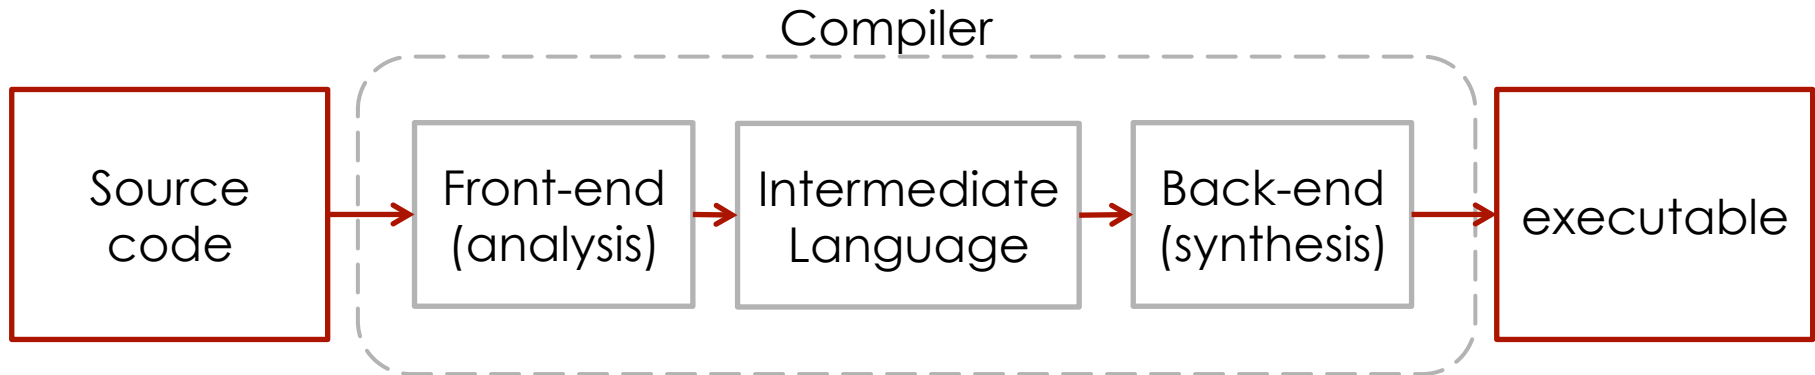 Compiler
Source
code
Front-end
(analysis)
Intermediate
Language
Back-end
(synthesis)
executable